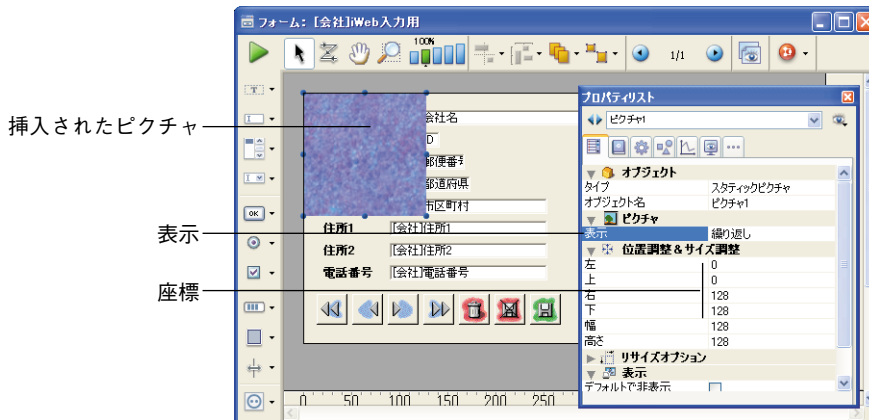 フォーム: [会社]iWeb入力用
100%
1/1
挿入されたピクチャ
表示
座標
会社名
D
郵便番号
都道府県
市区町村
住所1 [会社]住所1
住所2 [会社]住所2
電話番号 [会社]電話番号
OK
0 50 100 150 200 250
プロパティリスト
ピクチャ1
オブジェクト
タイプ スタティックピクチャ
オブジェクト名 ピクチャ1
ピクチャ
表示 繰り返し
位置調整&サイズ調整
左 0
上 0
右 128
下 128
幅 128
高さ 128
リサイズオプション
表示
デフォルトで非表示